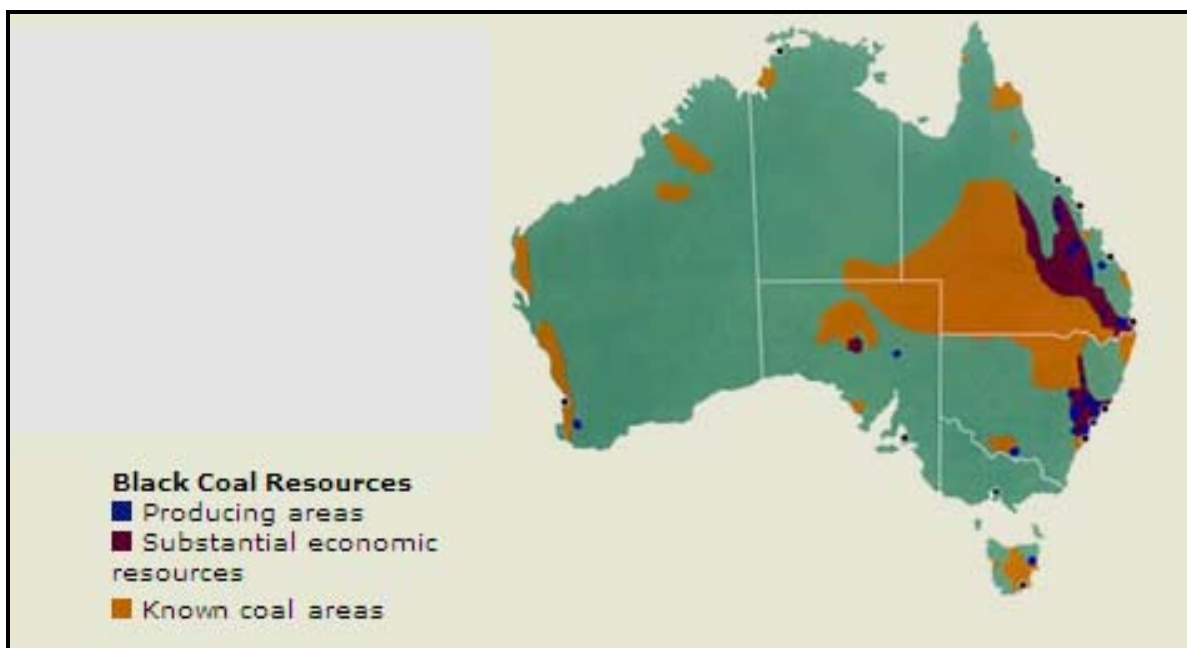 Black Coal Resources
Producing areas
Substantial economic
resources
Known coal areas